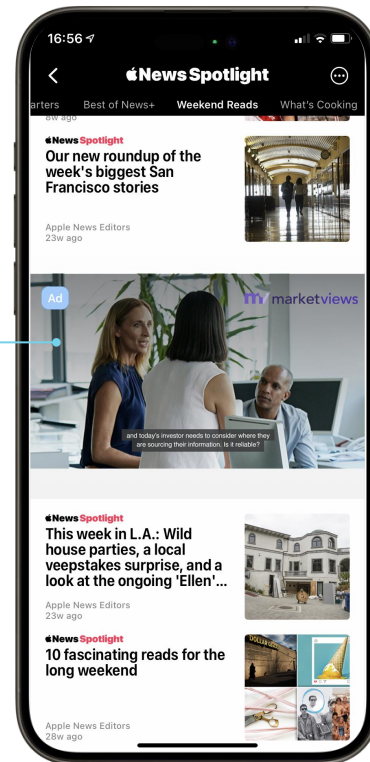 16:56
News Spotlight
arters Best of News+ Weekend Reads What's Cooking
8w ago
News Spotlight
Our new roundup of the
week's biggest San
Francisco stories
Apple News Editors
23w ago
Ad
marketviews
and today's investor needs to consider where they
are sourcing their information. Is it reliable?
News Spotlight
This week in L.A.: Wild
house parties, a local
veepstakes surprise, and a
look at the ongoing 'Ellen'...
Apple News Editors
23w ago
News Spotlight
10 fascinating reads for the
long weekend
DOLLAR GEN
Apple News Editors
28w ago